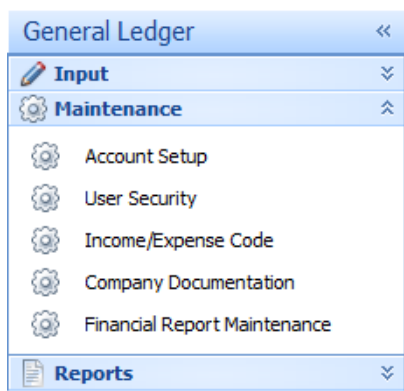 General Ledger
Input
Maintenance
Account Setup
User Security
Income/Expense Code
Company Documentation
Financial Report Maintenance
Reports